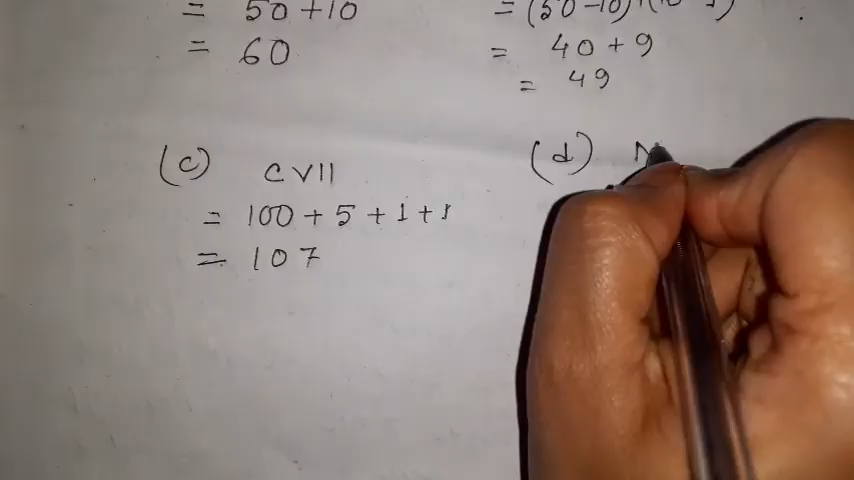 = 50 + 10
= 60
= (50 - 10) + (10 - 1)
= 40 + 9
= 49
(c) CVII
= 100 + 5 + 1 + 1
= 107
(d)